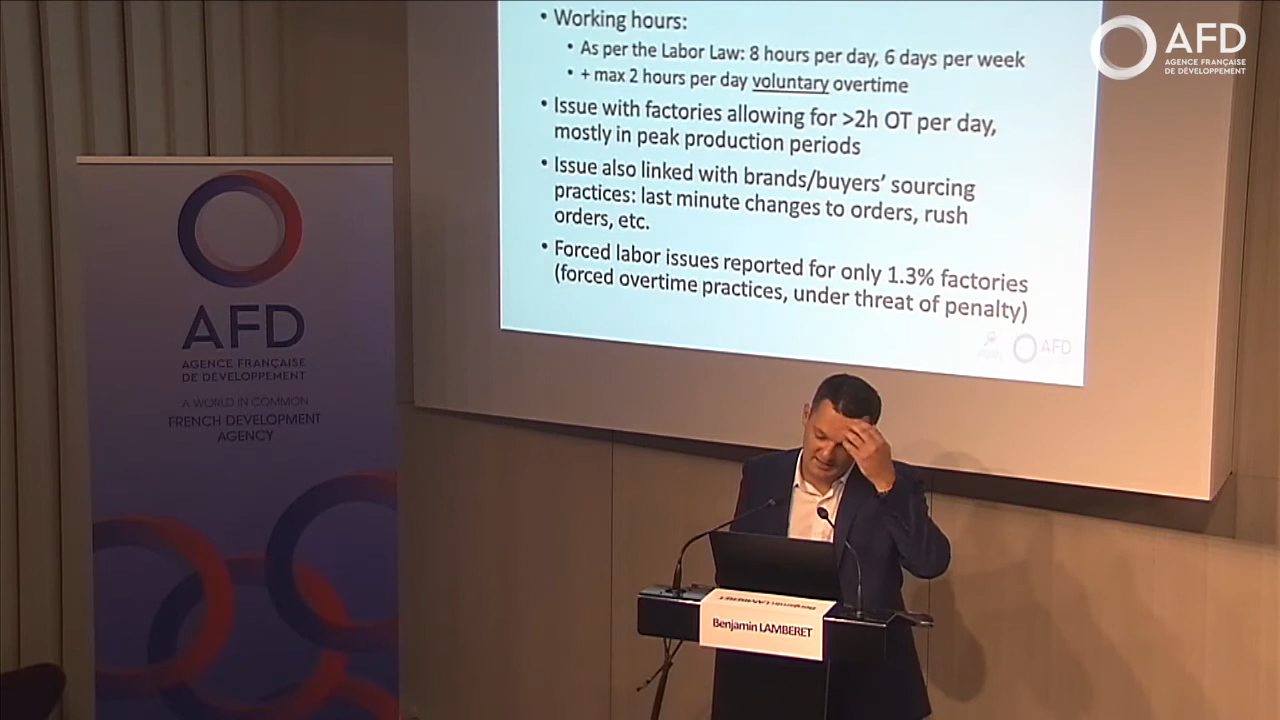 • Working hours:
• As per the Labor Law: 8 hours per day, 6 days per week
• + max 2 hours per day voluntary overtime
• Issue with factories allowing for >2h OT per day,
mostly in peak production periods
• Issue also linked with brands/buyers’ sourcing
practices: last minute changes to orders, rush
orders, etc.
• Forced labor issues reported for only 1.3% factories
(forced overtime practices, under threat of penalty)
AFD
AFD
AGENCE FRANÇAISE
DE DÉVELOPPEMENT
AFD
AGENCE FRANÇAISE
DE DÉVELOPPEMENT
A WORLD IN COMMON
FRENCH DEVELOPMENT
AGENCY
Benjamin LAMBERET
Benjamin LAMBERET